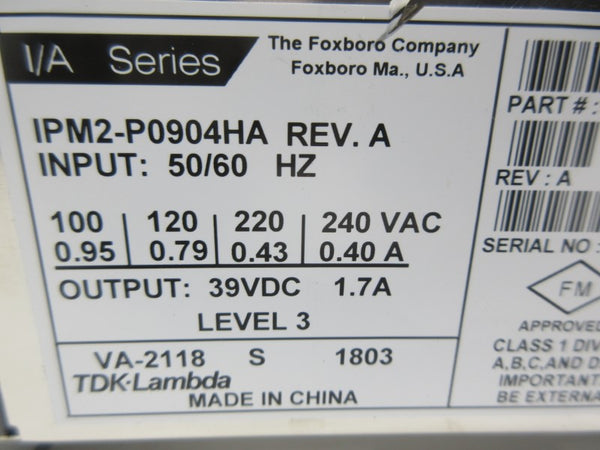 I/A Series
The Foxboro Company
Foxboro Ma., U.S.A
IPM2-P0904HA REV. A
INPUT: 50/60 HZ
100 | 120 | 220 | 240 VAC
0.95 | 0.79 | 0.43 | 0.40 A
OUTPUT: 39VDC 1.7A
LEVEL 3
VA-2118 S 1803
TDK·Lambda
MADE IN CHINA
PART # :
REV : A
SERIAL NO :
FM
APPROVED
CLASS 1 DIV
A,B,C,AND D
IMPORTANT
BE EXTERNA